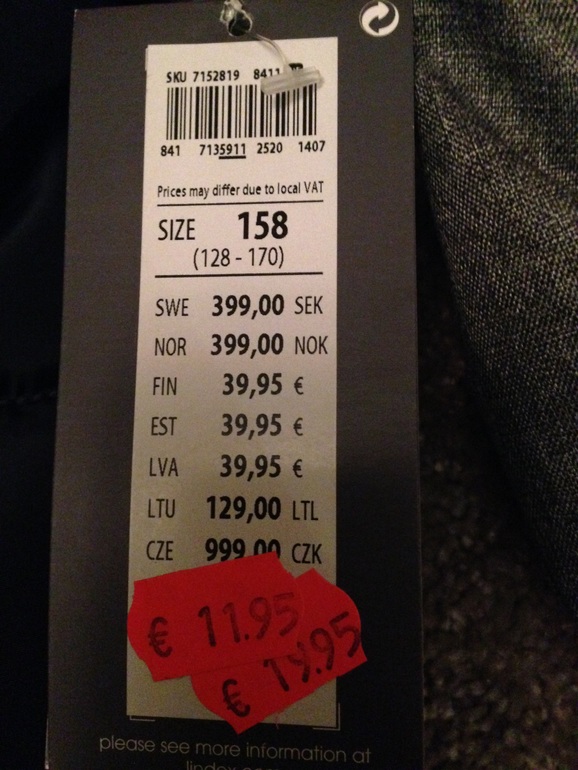 SKU 7152819 8411
841 7135911 2520 1407
Prices may differ due to local VAT
SIZE 158
(128 - 170)
SWE 399,00 SEK
NOR 399,00 NOK
FIN 39,95 €
EST 39,95 €
LVA 39,95 €
LTU 129,00 LTL
CZE 999,00 CZK
€ 11.95
€ 19.95
please see more information at